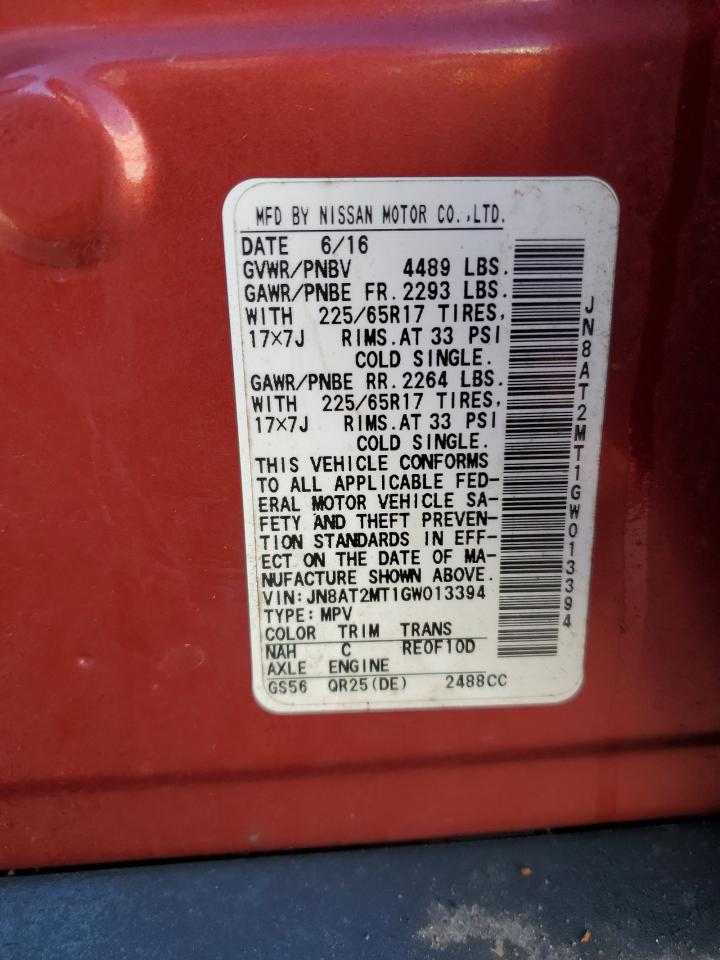 MFD BY NISSAN MOTOR CO.,LTD.
DATE 6/16
GVWR/PNBV 4489 LBS.
GAWR/PNBE FR. 2293 LBS.
WITH 225/65R17 TIRES,
17×7J RIMS.AT 33 PSI
COLD SINGLE.
GAWR/PNBE RR. 2264 LBS.
WITH 225/65R17 TIRES,
17×7J RIMS.AT 33 PSI
COLD SINGLE.
THIS VEHICLE CONFORMS
TO ALL APPLICABLE FED-
ERAL MOTOR VEHICLE SA-
FETY AND THEFT PREVEN-
TION STANDARDS IN EFF-
ECT ON THE DATE OF MA-
NUFACTURE SHOWN ABOVE.
VIN:JN8AT2MT1GW013394
TYPE:MPV
COLOR TRIM TRANS
NAH C RE0F10D
AXLE ENGINE
GS56 QR25(DE) 2488CC
JN8AT2MT1GW013394